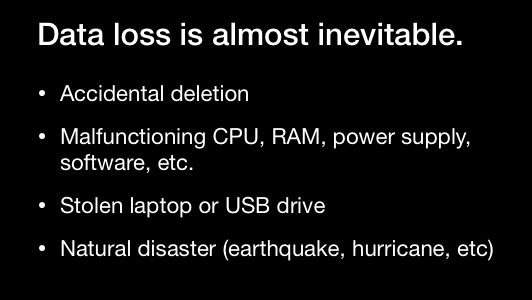 Data loss is almost inevitable.
• Accidental deletion
• Malfunctioning CPU, RAM, power supply,
software, etc.
• Stolen laptop or USB drive
• Natural disaster (earthquake, hurricane, etc)